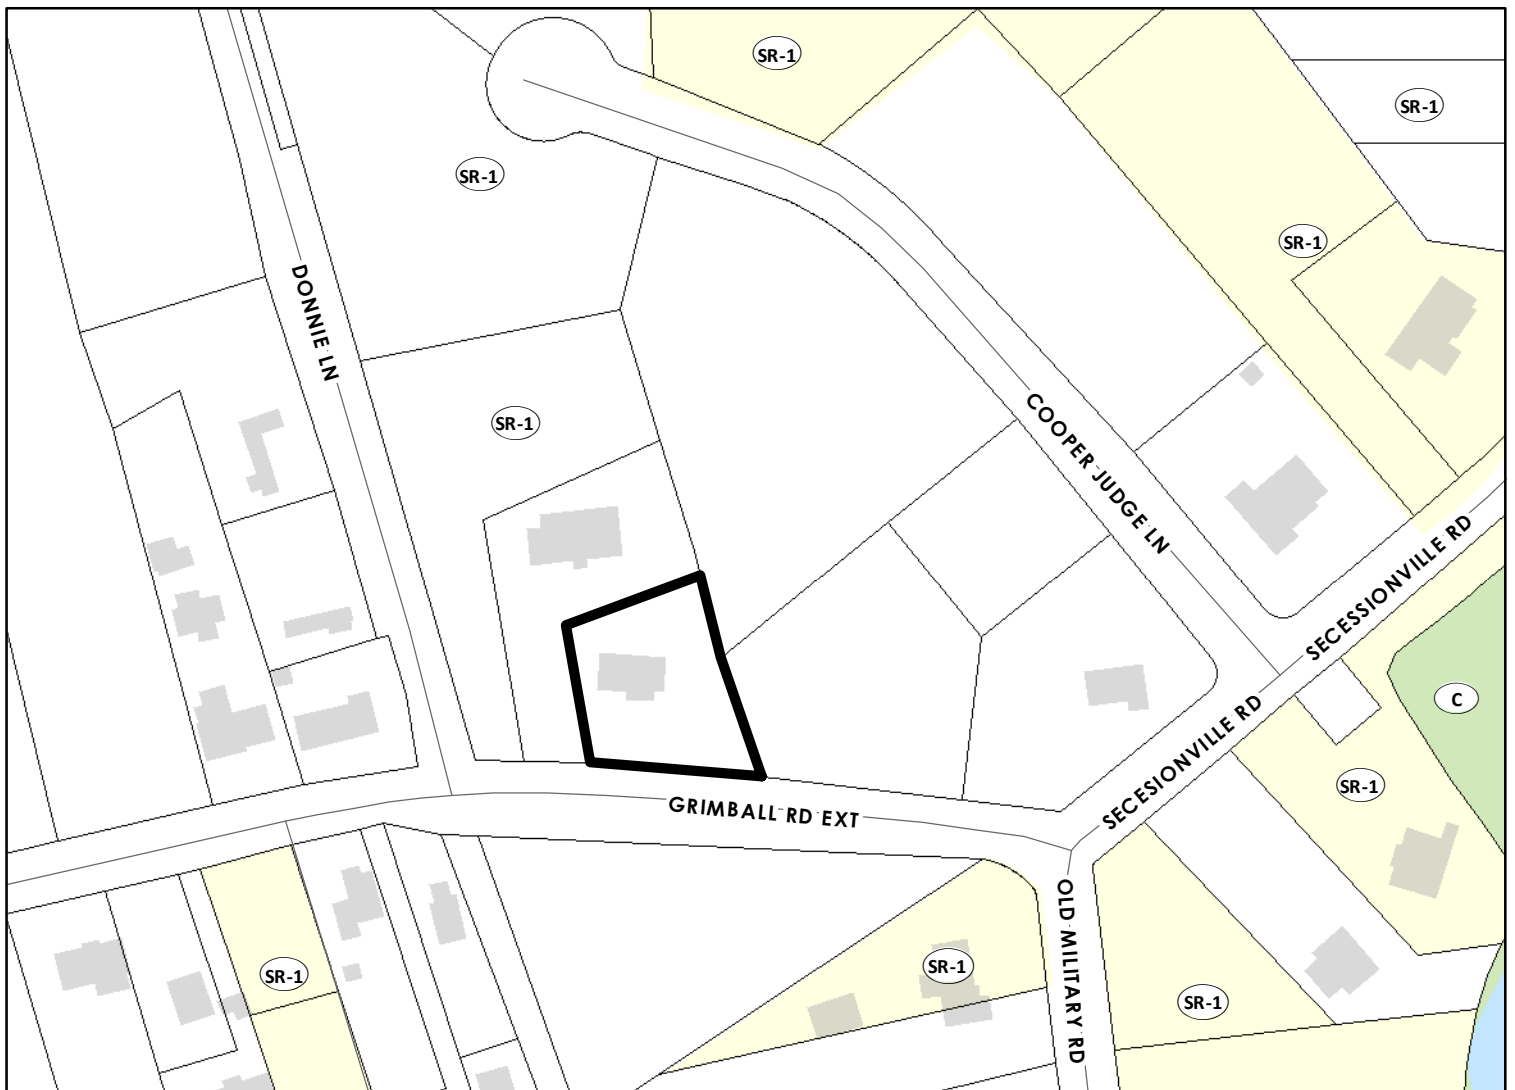 SR-1
SR-1
SR-1
SR-1
DONNIE LN
SR-1
COOPER JUDGE LN
SECESSIONVILLE RD
C
SECESIONVILLE RD
SR-1
GRIMBALL RD EXT
OLD MILITARY RD
SR-1
SR-1
SR-1